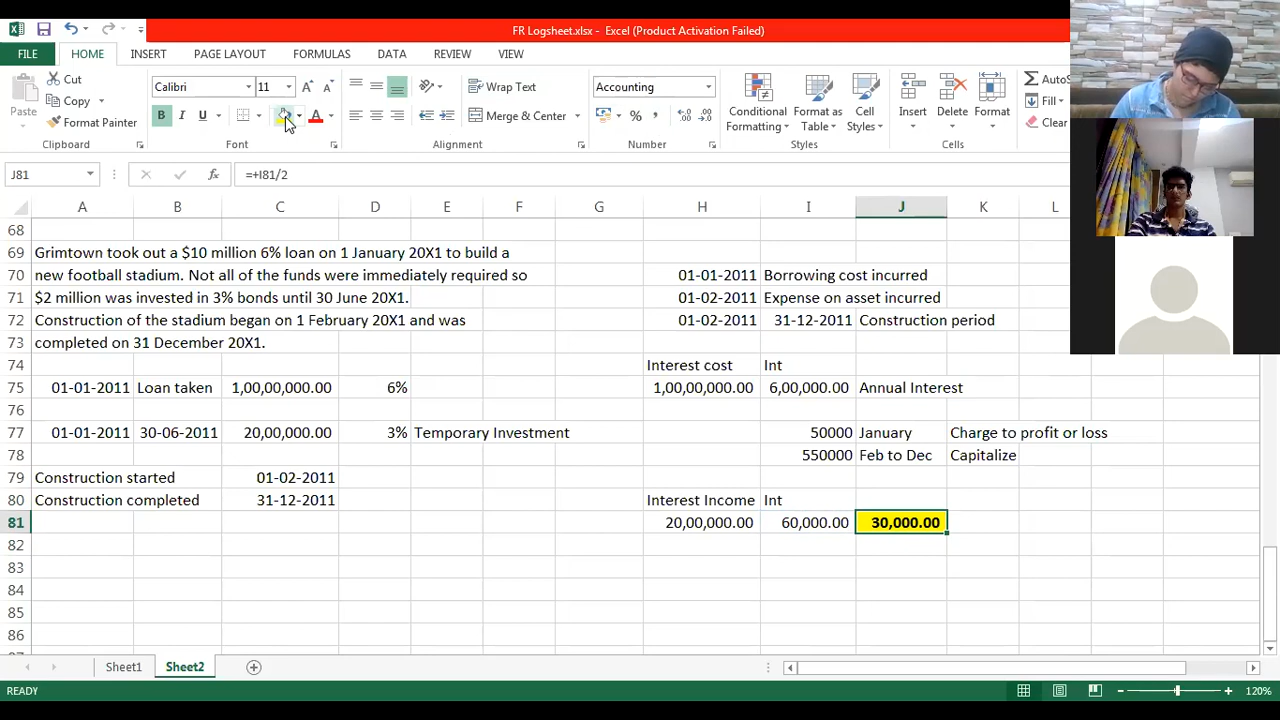 FR Logsheet.xlsx - Excel (Product Activation Failed)
FILE HOME INSERT PAGE LAYOUT FORMULAS DATA REVIEW VIEW
Paste
Cut
Copy
Format Painter
Clipboard
Calibri 11
B I U
Font
Wrap Text
Merge & Center
Alignment
Accounting
Number
Conditional Formatting
Format as Table
Cell Styles
Styles
Insert
Delete
Format
Cells
AutoS
Fill
Clear
J81 fx =+I81/2
A B C D E F G H I J K L
68
69 Grimtown took out a $10 million 6% loan on 1 January 20X1 to build a
70 new football stadium. Not all of the funds were immediately required so 01-01-2011 Borrowing cost incurred
71 $2 million was invested in 3% bonds until 30 June 20X1. 01-02-2011 Expense on asset incurred
72 Construction of the stadium began on 1 February 20X1 and was 01-02-2011 31-12-2011 Construction period
73 completed on 31 December 20X1.
74 Interest cost Int
75 01-01-2011 Loan taken 1,00,00,000.00 6% 1,00,00,000.00 6,00,000.00 Annual Interest
76
77 01-01-2011 30-06-2011 20,00,000.00 3% Temporary Investment 50000 January Charge to profit or loss
78 550000 Feb to Dec Capitalize
79 Construction started 01-02-2011
80 Construction completed 31-12-2011 Interest Income Int
81 20,00,000.00 60,000.00 30,000.00
82
83
84
85
86
Sheet1 Sheet2
READY 120%